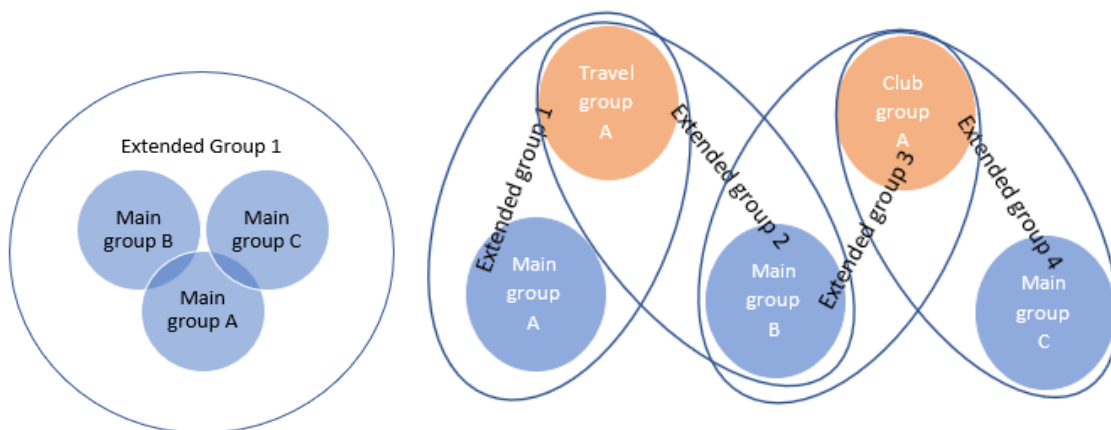 Extended Group 1
Main
group B
Main
group C
Main
group A
Travel
group
A
Extended group 1
Main
group
A
Extended group 2
Main
group
B
Club
group
A
Extended group 3
Extended group 4
Main
group
C